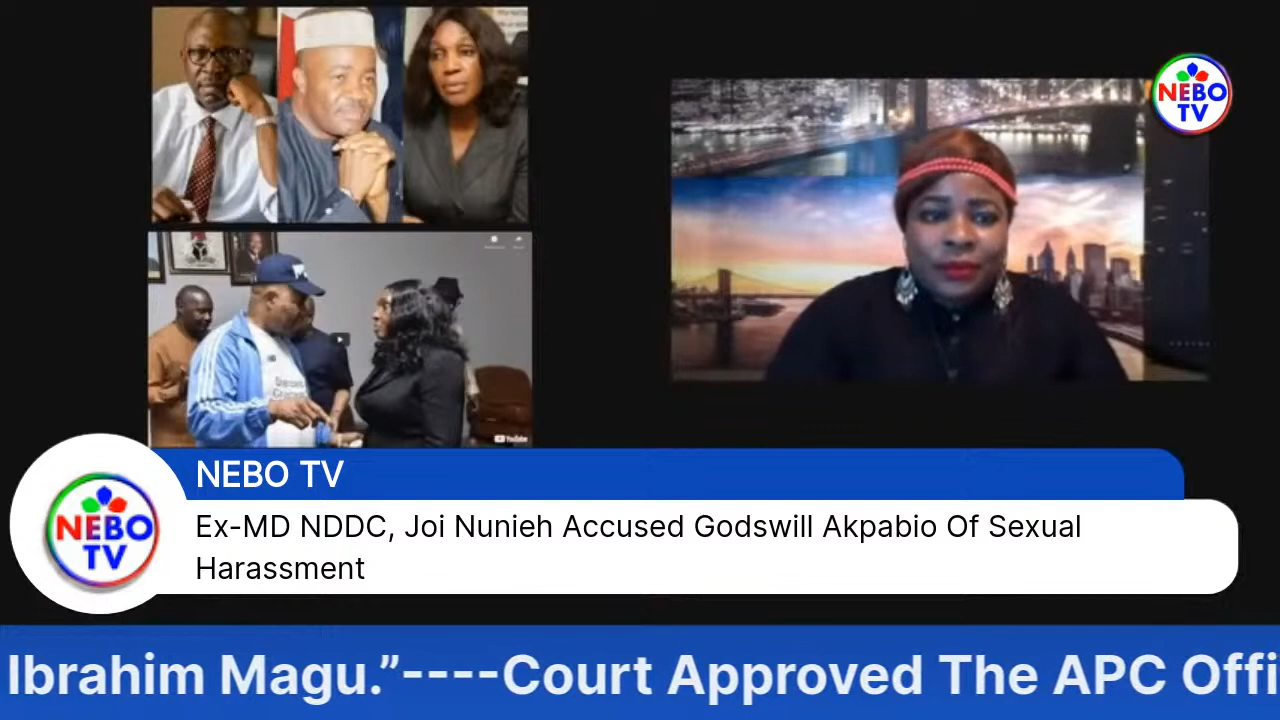 NEBO
TV
YouTube
NEBO TV
NEBO
TV
Ex-MD NDDC, Joi Nunieh Accused Godswill Akpabio Of Sexual
Harassment
Ibrahim Magu.”----Court Approved The APC Offi